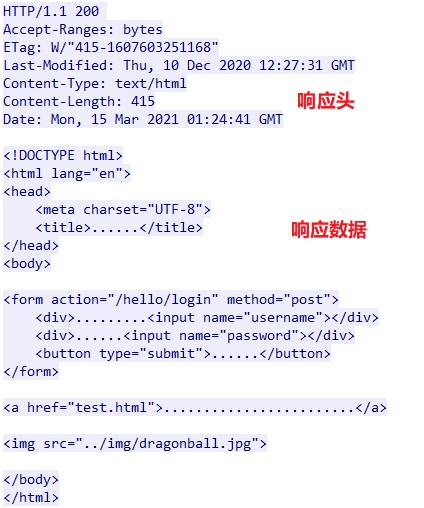 HTTP/1.1 200
Accept-Ranges: bytes
ETag: W/"415-1607603251168"
Last-Modified: Thu, 10 Dec 2020 12:27:31 GMT
Content-Type: text/html
Content-Length: 415
响应头
Date: Mon, 15 Mar 2021 01:24:41 GMT
<!DOCTYPE html>
<html lang="en">
<head>
    <meta charset="UTF-8">
    <title>......</title>
响应数据
</head>
<body>
<form action="/hello/login" method="post">
    <div>.........<input name="username"></div>
    <div>......<input name="password"></div>
    <button type="submit">......</button>
</form>
<a href="test.html">........................</a>
<img src="../img/dragonball.jpg">
</body>
</html>